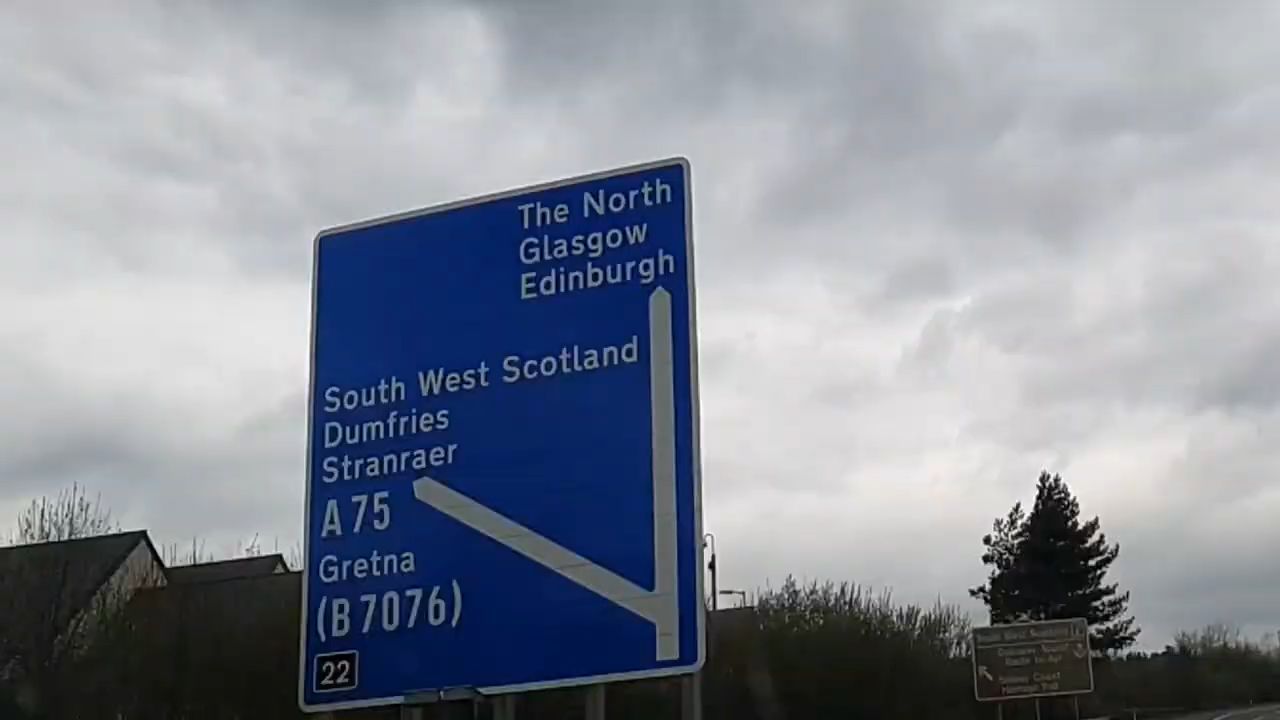 The North
Glasgow
Edinburgh
South West Scotland
Dumfries
Stranraer
A 75
Gretna
(B 7076)
22